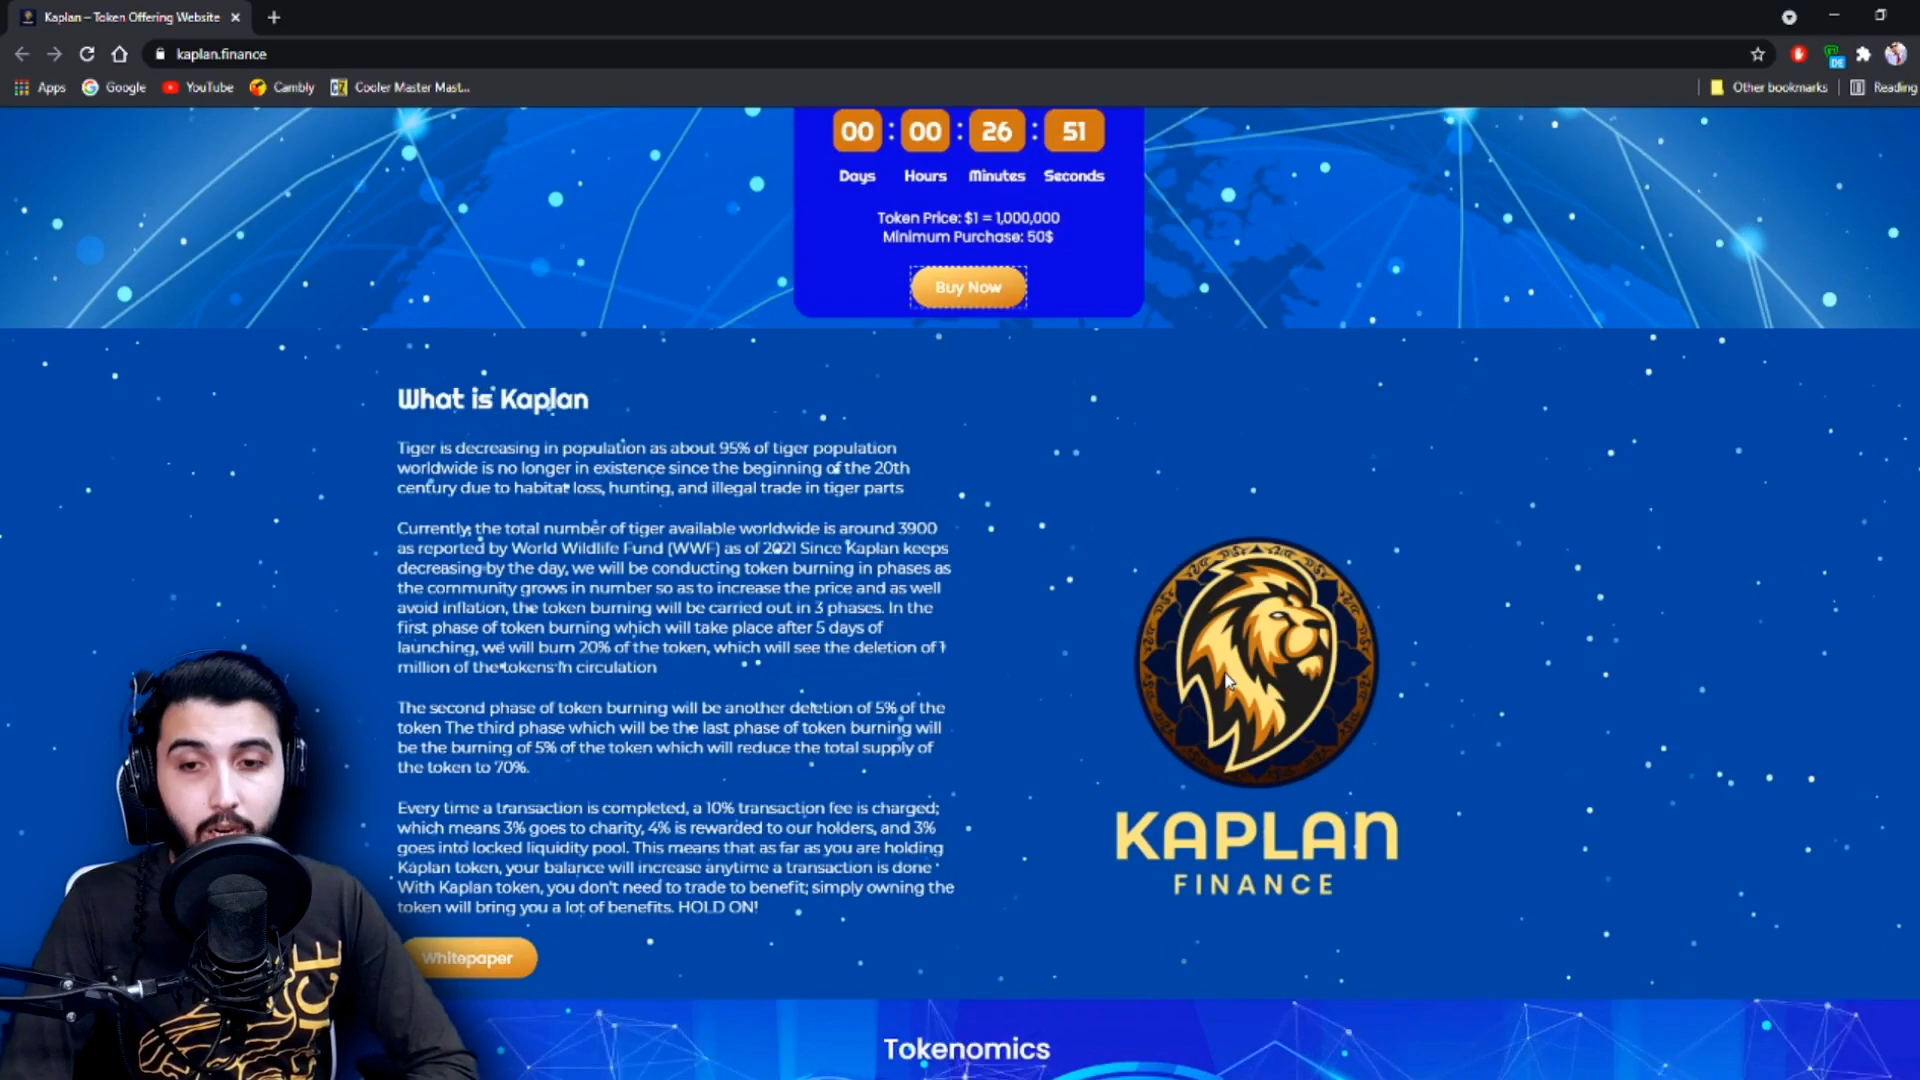 Kaplan – Token Offering Website
kaplan.finance
Apps
Google
YouTube
Cambly
Cooler Master Mast...
Other bookmarks
Reading
00 : 00 : 26 : 51
Days Hours Minutes Seconds
Token Price: $1 = 1,000,000
Minimum Purchase: 50$
Buy Now
What is Kaplan
Tiger is decreasing in population as about 95% of tiger population
worldwide is no longer in existence since the beginning of the 20th
century due to habitat loss, hunting, and illegal trade in tiger parts
Currently, the total number of tiger available worldwide is around 3900
as reported by World Wildlife Fund (WWF) as of 2021 Since Kaplan keeps
decreasing by the day, we will be conducting token burning in phases as
the community grows in number so as to increase the price and as well
avoid inflation, the token burning will be carried out in 3 phases. In the
first phase of token burning which will take place after 5 days of
launching, we will burn 20% of the token, which will see the deletion of 1
million of the tokens in circulation
The second phase of token burning will be another deletion of 5% of the
token The third phase which will be the last phase of token burning will
be the burning of 5% of the token which will reduce the total supply of
the token to 70%.
Every time a transaction is completed, a 10% transaction fee is charged;
which means 3% goes to charity, 4% is rewarded to our holders, and 3%
goes into locked liquidity pool. This means that as far as you are holding
Kaplan token, your balance will increase anytime a transaction is done
With Kaplan token, you don't need to trade to benefit; simply owning the
token will bring you a lot of benefits. HOLD ON!
Whitepaper
KAPLAN
FINANCE
Tokenomics
DE